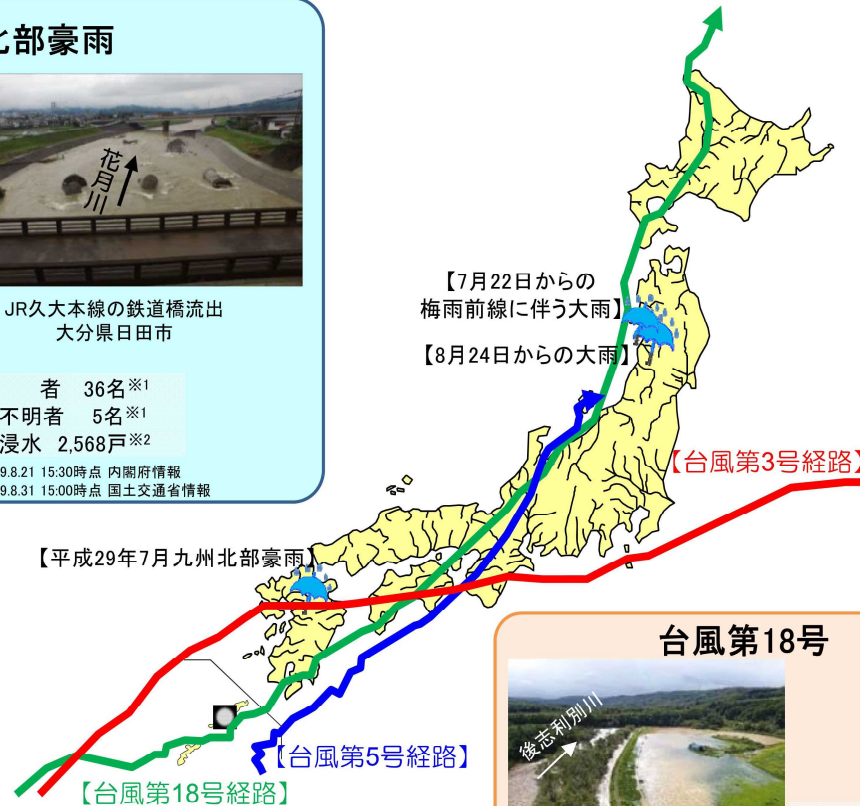 北部豪雨
花月川
JR久大本線の鉄道橋流出
大分県日田市
者 36名※1
不明者 5名※1
浸水 2,568戸※2
9.8.21 15:30時点 内閣府情報
9.8.31 15:00時点 国土交通省情報
【7月22日からの
梅雨前線に伴う大雨】
【8月24日からの大雨】
【台風第3号経路】
【平成29年7月九州北部豪雨】
台風第18号
後志利別川
【台風第5号経路】
【台風第18号経路】